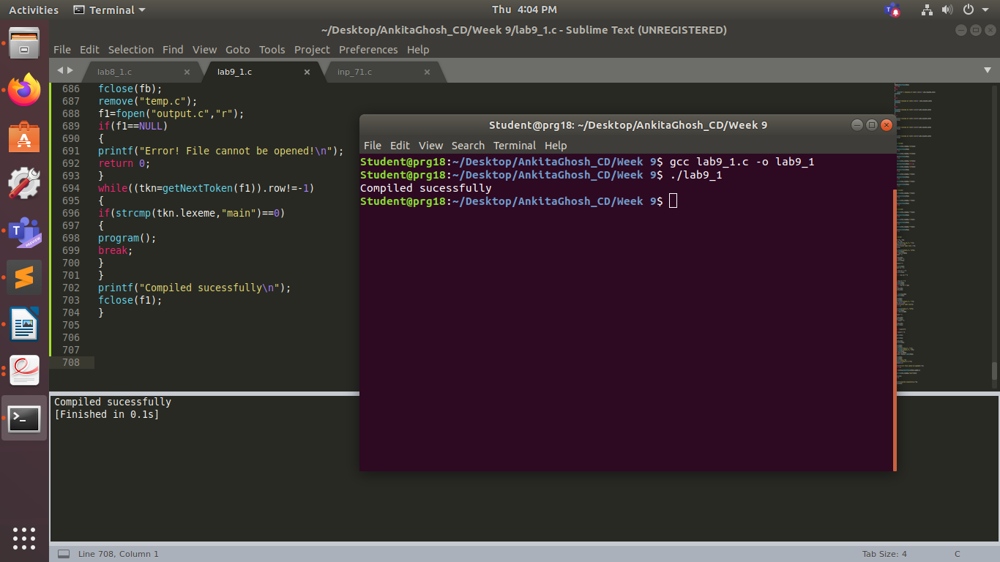 Activities Terminal Thu 4:04 PM
~/Desktop/AnkitaGhosh_CD/Week 9/lab9_1.c - Sublime Text (UNREGISTERED)
File Edit Selection Find View Goto Tools Project Preferences Help
lab8_1.c lab9_1.c inp_71.c
686 fclose(fb);
687 remove("temp.c");
688 f1=fopen("output.c","r");
689 if(f1==NULL)
690 {
691 printf("Error! File cannot be opened!\n");
692 return 0;
693 }
694 while((tkn=getNextToken(f1)).row!=-1)
695 {
696 if(strcmp(tkn.lexeme,"main")==0)
697 {
698 program();
699 break;
700 }
701 }
702 printf("Compiled sucessfully\n");
703 fclose(f1);
704 }
705
706
707
708
Student@prg18: ~/Desktop/AnkitaGhosh_CD/Week 9
File Edit View Search Terminal Help
Student@prg18:~/Desktop/AnkitaGhosh_CD/Week 9$ gcc lab9_1.c -o lab9_1
Student@prg18:~/Desktop/AnkitaGhosh_CD/Week 9$ ./lab9_1
Compiled sucessfully
Student@prg18:~/Desktop/AnkitaGhosh_CD/Week 9$
Compiled sucessfully
[Finished in 0.1s]
Line 708, Column 1 Tab Size: 4 C